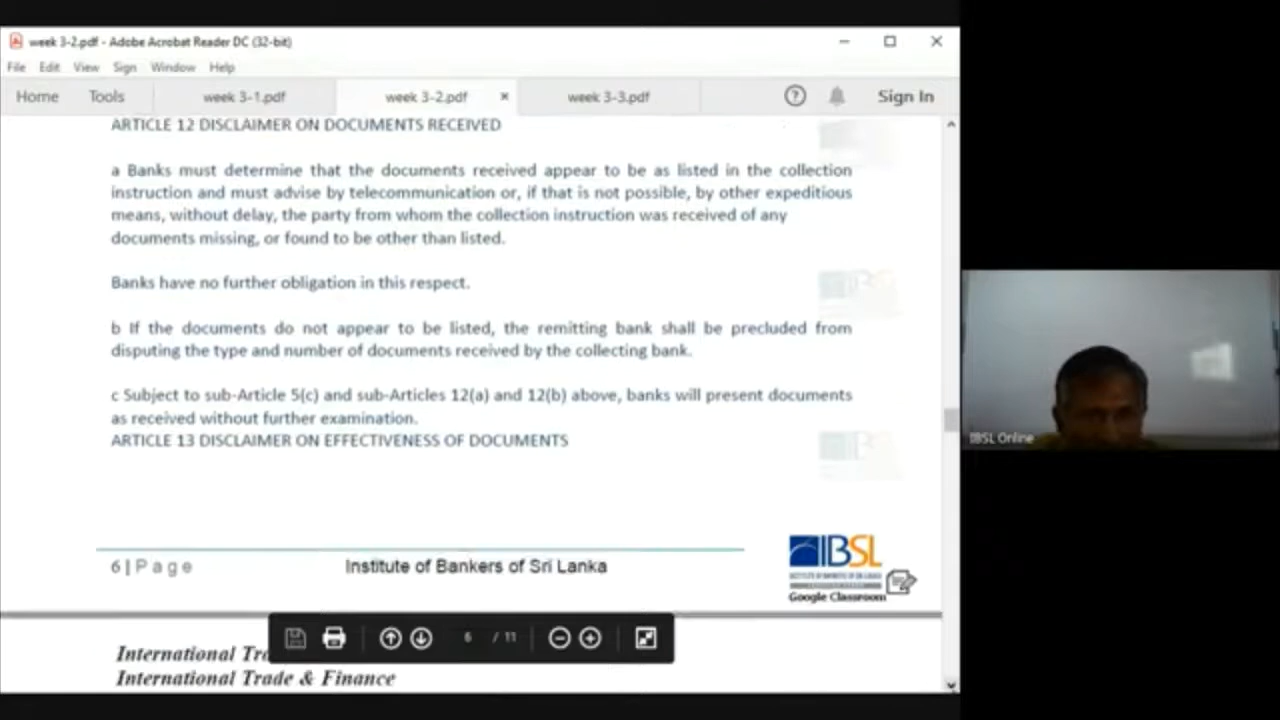 week 3-2.pdf - Adobe Acrobat Reader DC (32-bit)
File Edit View Sign Window Help
Home Tools week 3-1.pdf week 3-2.pdf × week 3-3.pdf Sign In
ARTICLE 12 DISCLAIMER ON DOCUMENTS RECEIVED
a Banks must determine that the documents received appear to be as listed in the collection
instruction and must advise by telecommunication or, if that is not possible, by other expeditious
means, without delay, the party from whom the collection instruction was received of any
documents missing, or found to be other than listed.
Banks have no further obligation in this respect.
b If the documents do not appear to be listed, the remitting bank shall be precluded from
disputing the type and number of documents received by the collecting bank.
c Subject to sub-Article 5(c) and sub-Articles 12(a) and 12(b) above, banks will present documents
as received without further examination.
ARTICLE 13 DISCLAIMER ON EFFECTIVENESS OF DOCUMENTS
6 | P a g e Institute of Bankers of Sri Lanka
IBSL
INSTITUTE OF BANKERS OF SRI LANKA
Google Classroom
6 / 11
International Tra
International Trade & Finance
IBSL Online